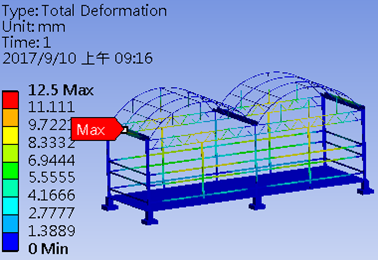 Type: Total Deformation
Unit: mm
Time: 1
2017/9/10 上午 09:16
12.5 Max
11.111
9.7222
8.3332
6.9444
5.5555
4.1666
2.7777
1.3889
0 Min
Max